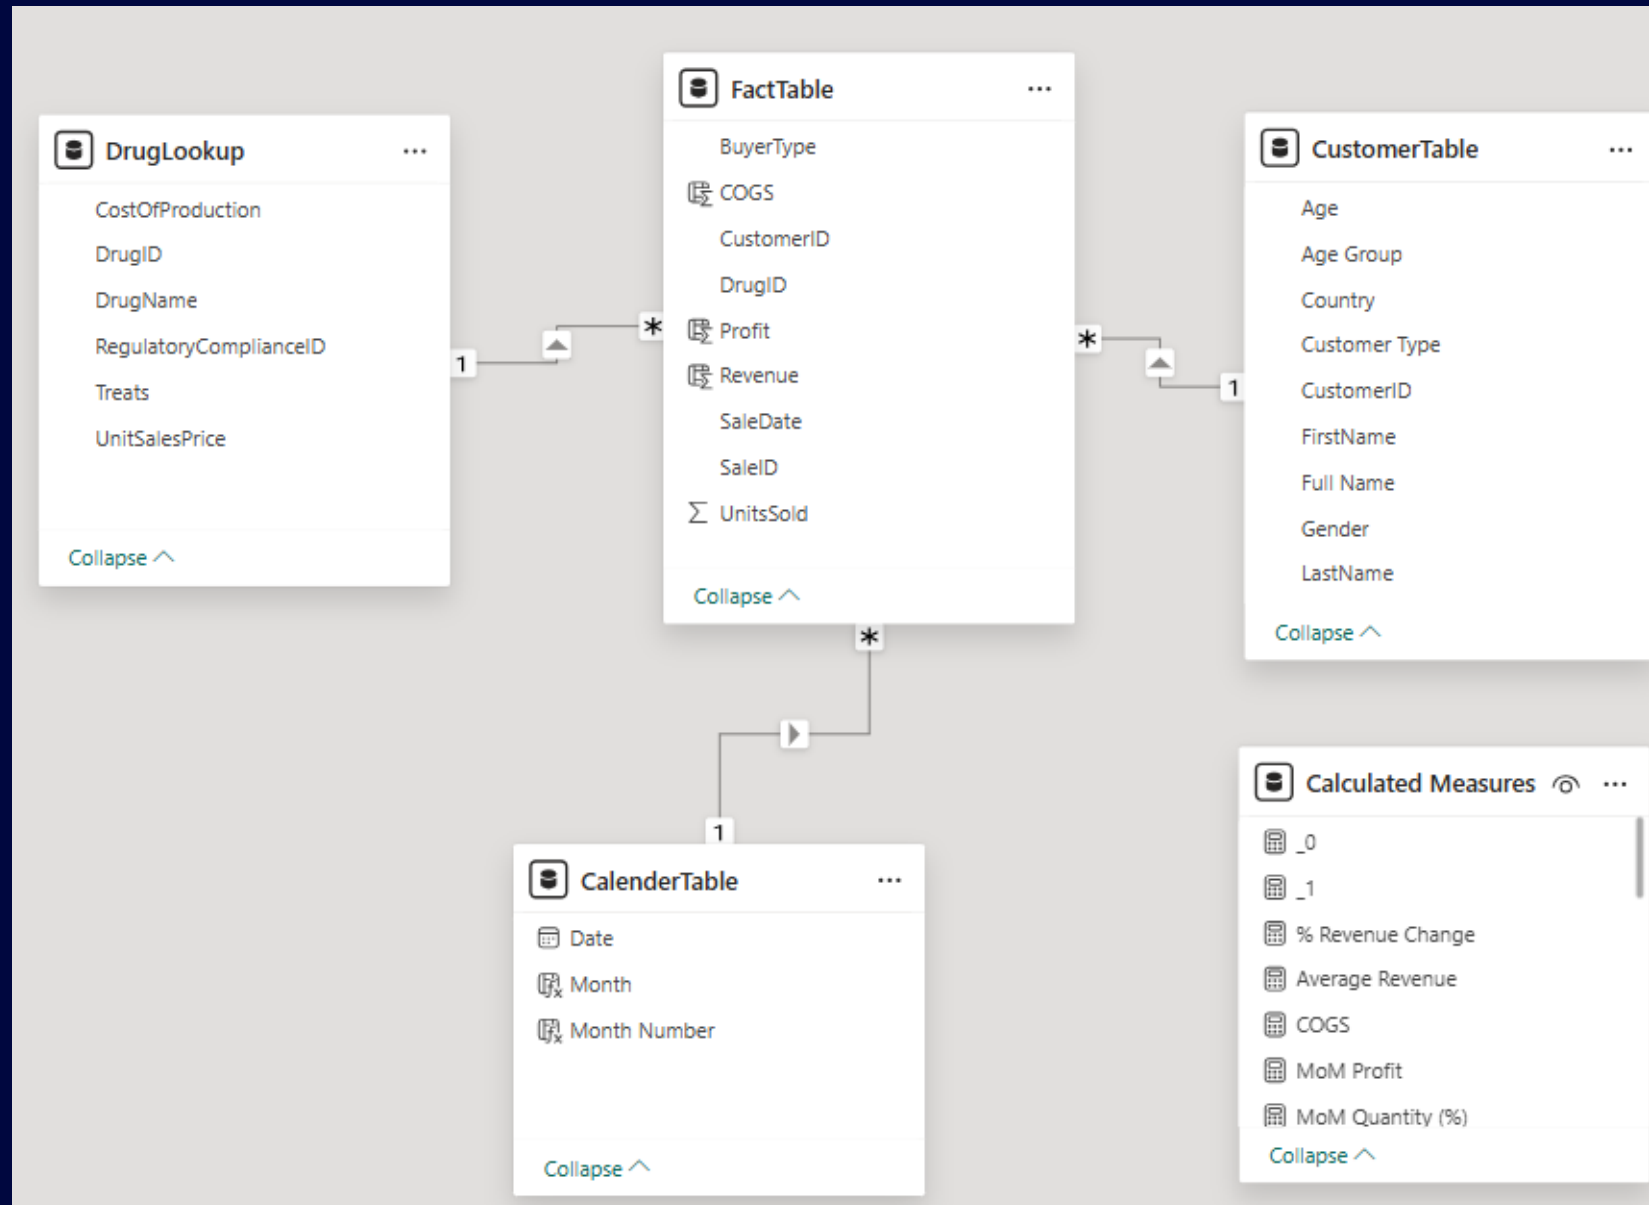 DrugLookup
CostOfProduction
DrugID
DrugName
RegulatoryComplianceID
Treats
UnitSalesPrice
Collapse
1
*
FactTable
BuyerType
COGS
CustomerID
DrugID
Profit
Revenue
SaleDate
SaleID
UnitsSold
Collapse
*
1
*
CustomerTable
Age
Age Group
Country
Customer Type
CustomerID
FirstName
Full Name
Gender
LastName
Collapse
1
CalenderTable
Date
Month
Month Number
Collapse
Calculated Measures
_0
_1
% Revenue Change
Average Revenue
COGS
MoM Profit
MoM Quantity (%)
Collapse